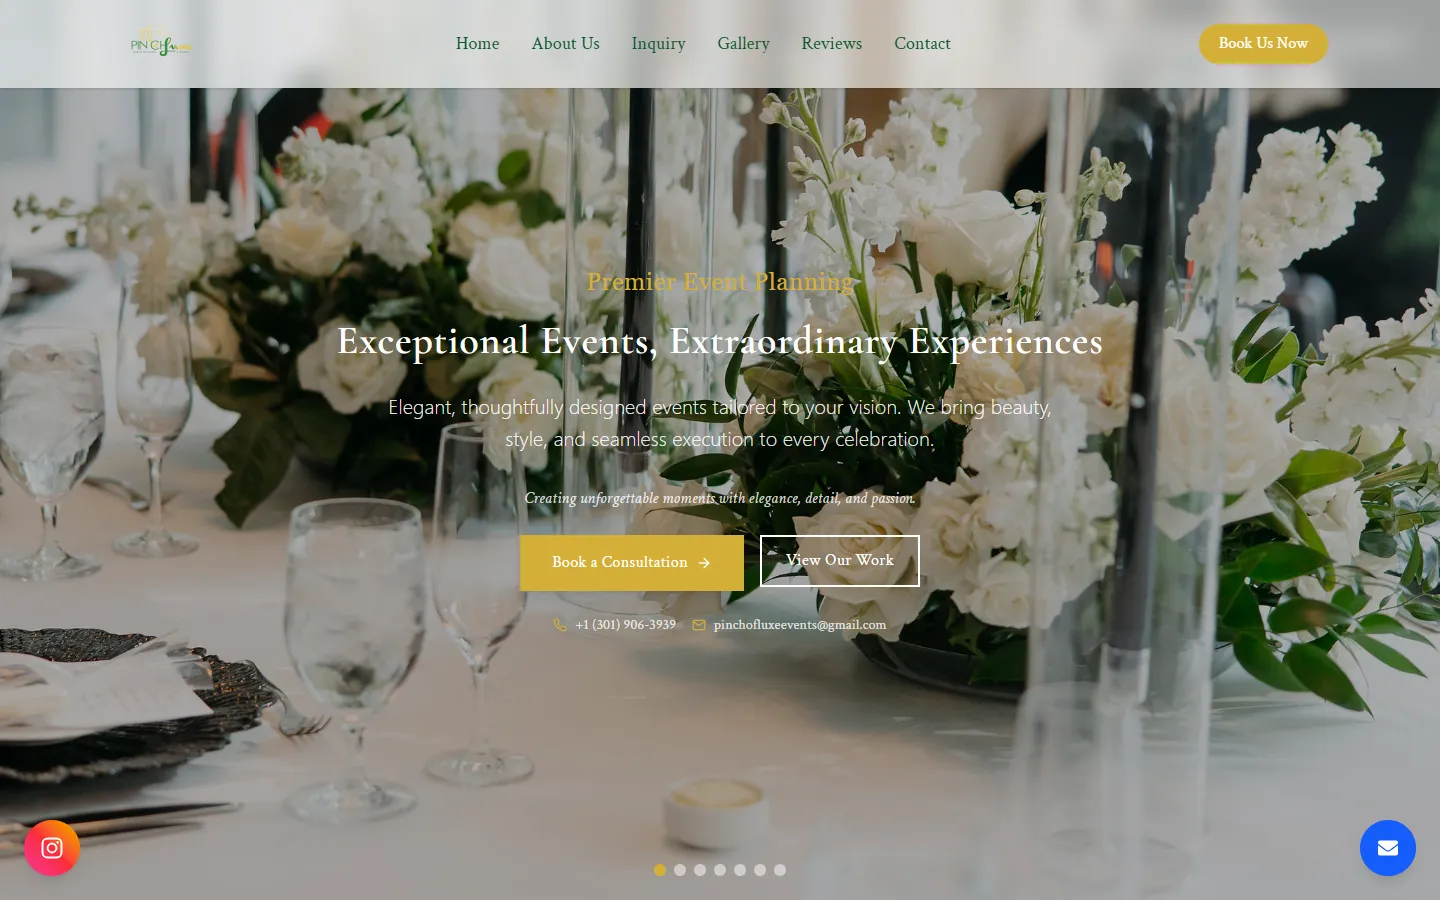 PINCH
Home
About Us
Inquiry
Gallery
Reviews
Contact
Book Us Now
Premier Event Planning
Exceptional Events, Extraordinary Experiences
Elegant, thoughtfully designed events tailored to your vision. We bring beauty,
style, and seamless execution to every celebration.
Creating unforgettable moments with elegance, detail, and passion.
Book a Consultation
View Our Work
+1 (301) 906-3939
pinchofluxeevents@gmail.com